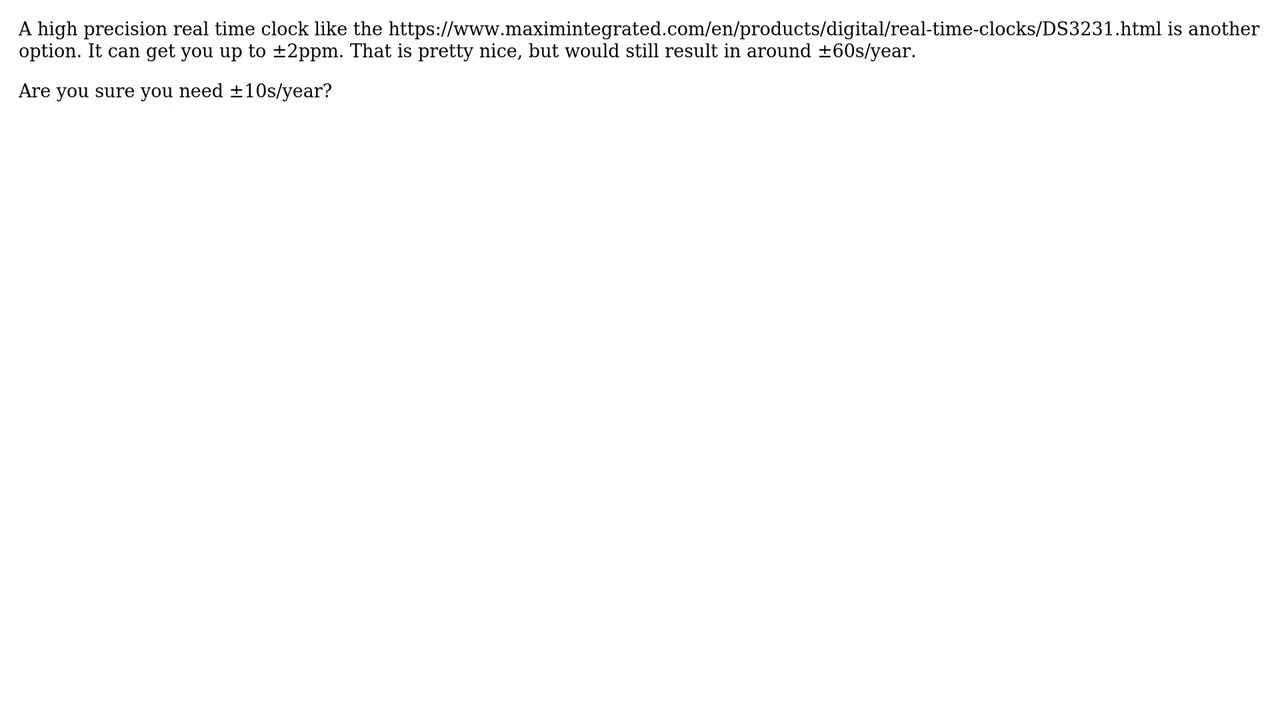 A high precision real time clock like the https://www.maximintegrated.com/en/products/digital/real-time-clocks/DS3231.html is another
option. It can get you up to ±2ppm. That is pretty nice, but would still result in around ±60s/year.
Are you sure you need ±10s/year?